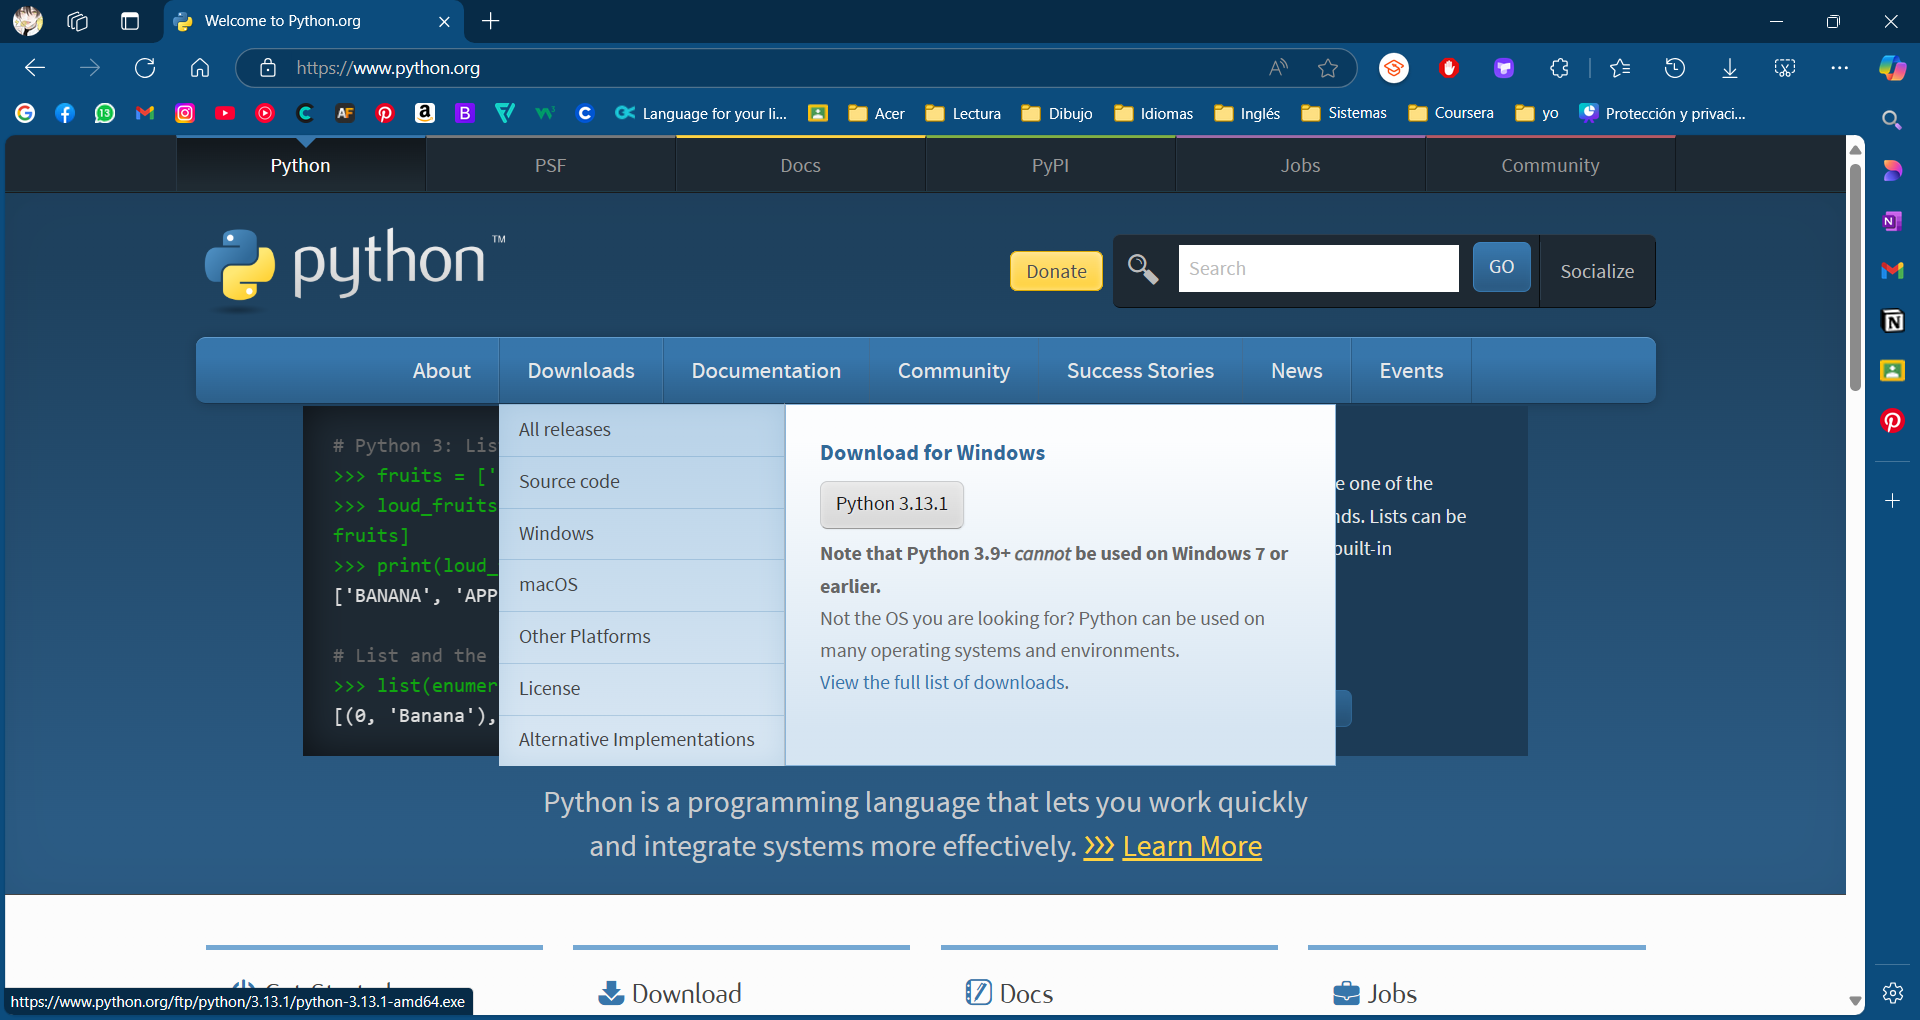 Welcome to Python.org
https://www.python.org
13
AF
Language for your li...
Acer
Lectura
Dibujo
Idiomas
Inglés
Sistemas
Coursera
yo
Protección y privaci...
Python
PSF
Docs
PyPI
Jobs
Community
python™
Donate
Search
GO
Socialize
About
Downloads
Documentation
Community
Success Stories
News
Events
# Python 3: Lis
>>> fruits = ['
>>> loud_fruits
fruits]
>>> print(loud_
['BANANA', 'APP
# List and the
>>> list(enumer
[(0, 'Banana'),
All releases
Source code
Windows
macOS
Other Platforms
License
Alternative Implementations
Download for Windows
Python 3.13.1
Note that Python 3.9+ cannot be used on Windows 7 or
earlier.
Not the OS you are looking for? Python can be used on
many operating systems and environments.
View the full list of downloads.
e one of the
nds. Lists can be
built-in
Python is a programming language that lets you work quickly
and integrate systems more effectively. >>> Learn More
Download
Docs
Jobs
https://www.python.org/ftp/python/3.13.1/python-3.13.1-amd64.exe